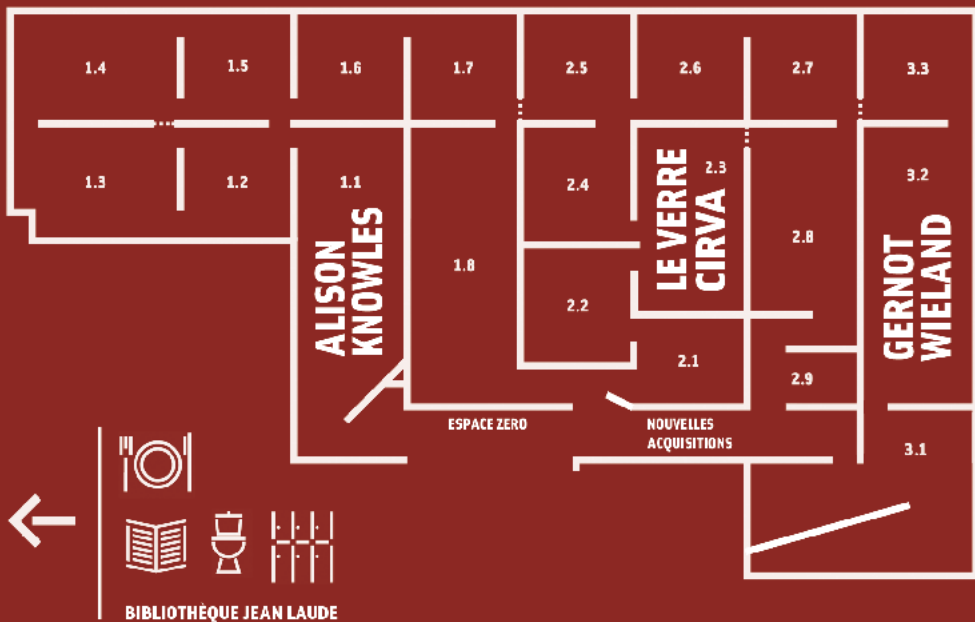 1.4
1.5
1.6
1.7
2.5
2.6
2.7
3.3
1.3
1.2
1.1
2.4
2.3
3.2
ALISON
KNOWLES
1.8
LE VERRE
CIRVA
2.8
GERNOT
WIELAND
2.2
2.1
2.9
ESPACE ZERO
NOUVELLES
ACQUISITIONS
3.1
BIBLIOTHÈQUE JEAN LAUDE